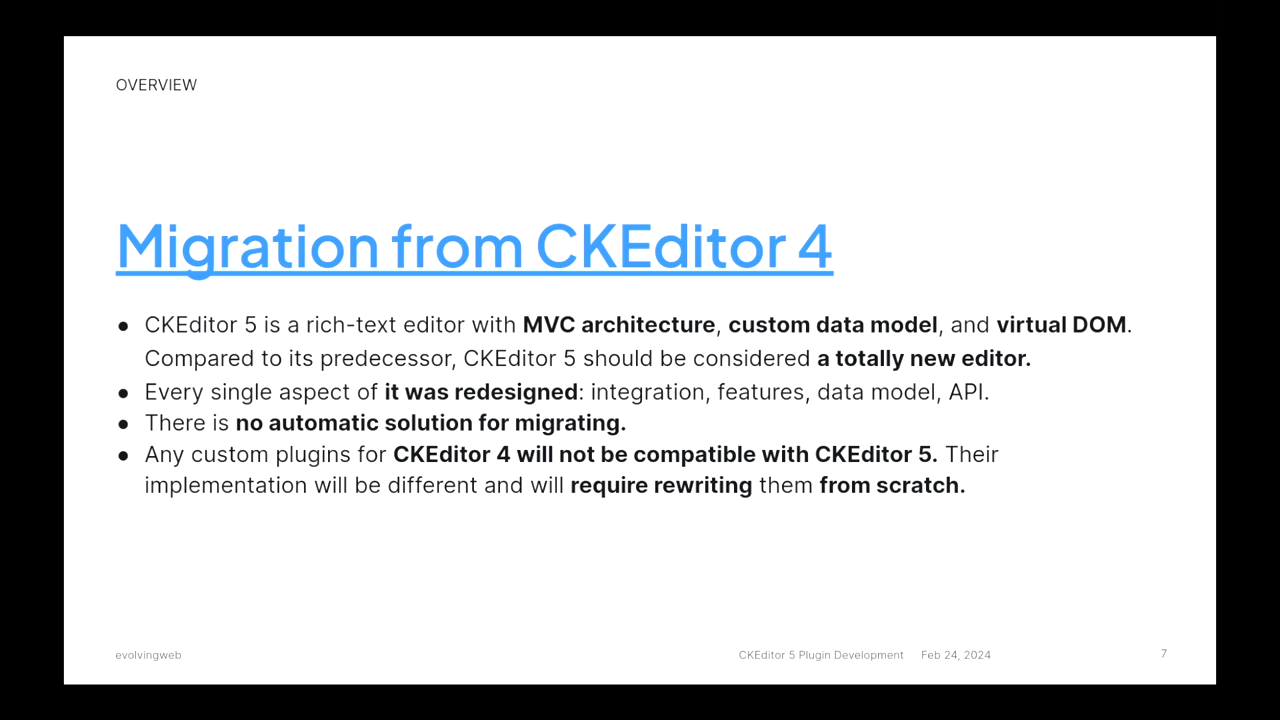 OVERVIEW
Migration from CKEditor 4
● CKEditor 5 is a rich-text editor with MVC architecture, custom data model, and virtual DOM.
Compared to its predecessor, CKEditor 5 should be considered a totally new editor.
● Every single aspect of it was redesigned: integration, features, data model, API.
● There is no automatic solution for migrating.
● Any custom plugins for CKEditor 4 will not be compatible with CKEditor 5. Their
implementation will be different and will require rewriting them from scratch.
evolvingweb
CKEditor 5 Plugin Development Feb 24, 2024
7